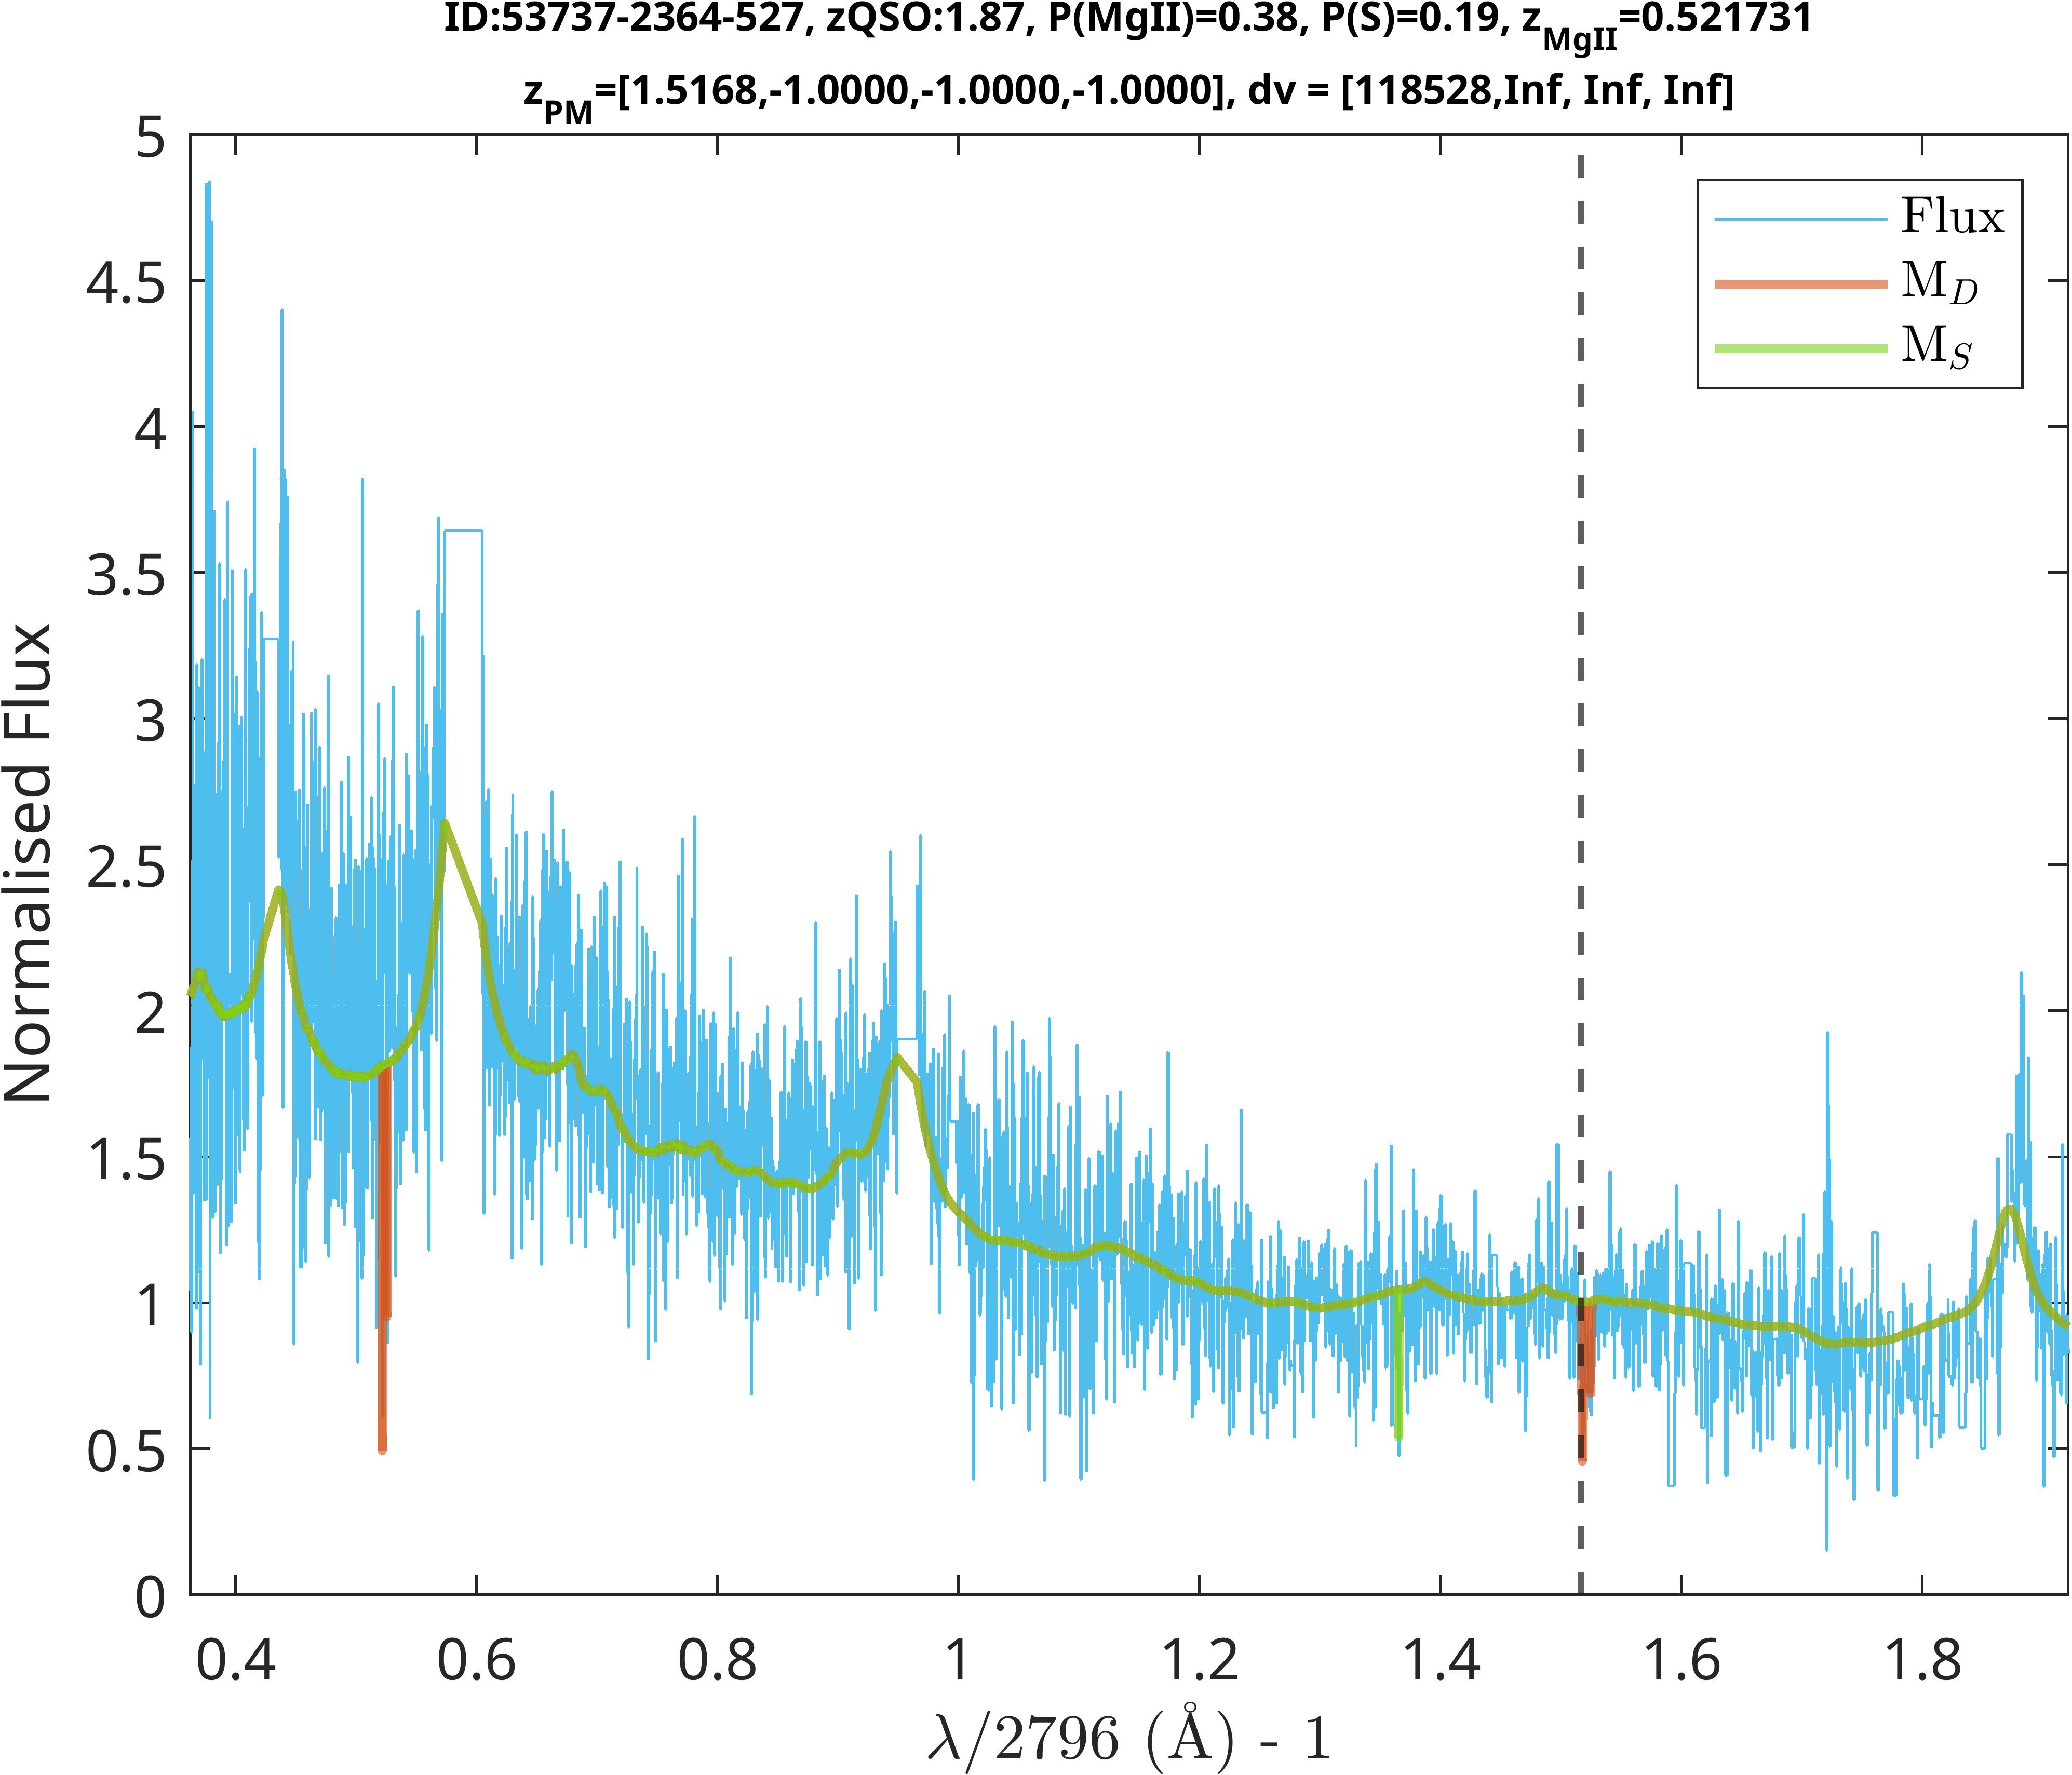 ID:53737-2364-527, zQSO:1.87, P(MgII)=0.38, P(S)=0.19, zMgII=0.521731
zPM=[1.5168,-1.0000,-1.0000,-1.0000], dv = [118528,Inf, Inf, Inf]
5
4.5
4
3.5
3
2.5
2
1.5
1
0.5
0
Normalised Flux
Flux
MD
MS
0.4 0.6 0.8 1 1.2 1.4 1.6 1.8
λ/2796 (Å) - 1